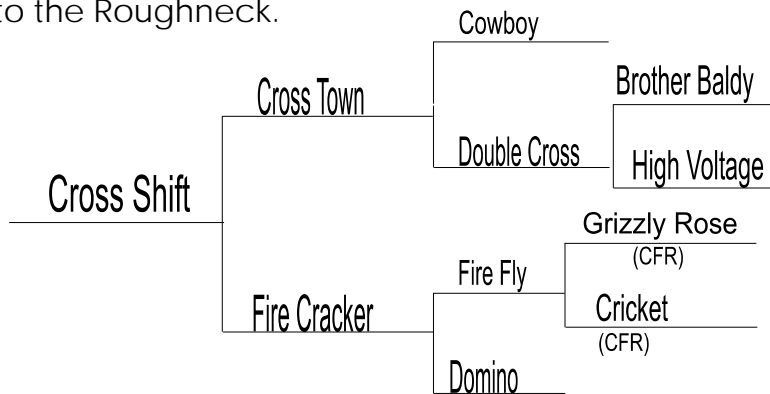 to the Roughneck.
Cowboy
Brother Baldy
Cross Town
Double Cross
High Voltage
Cross Shift
Grizzly Rose
(CFR)
Fire Fly
Cricket
Fire Cracker
(CFR)
Domino